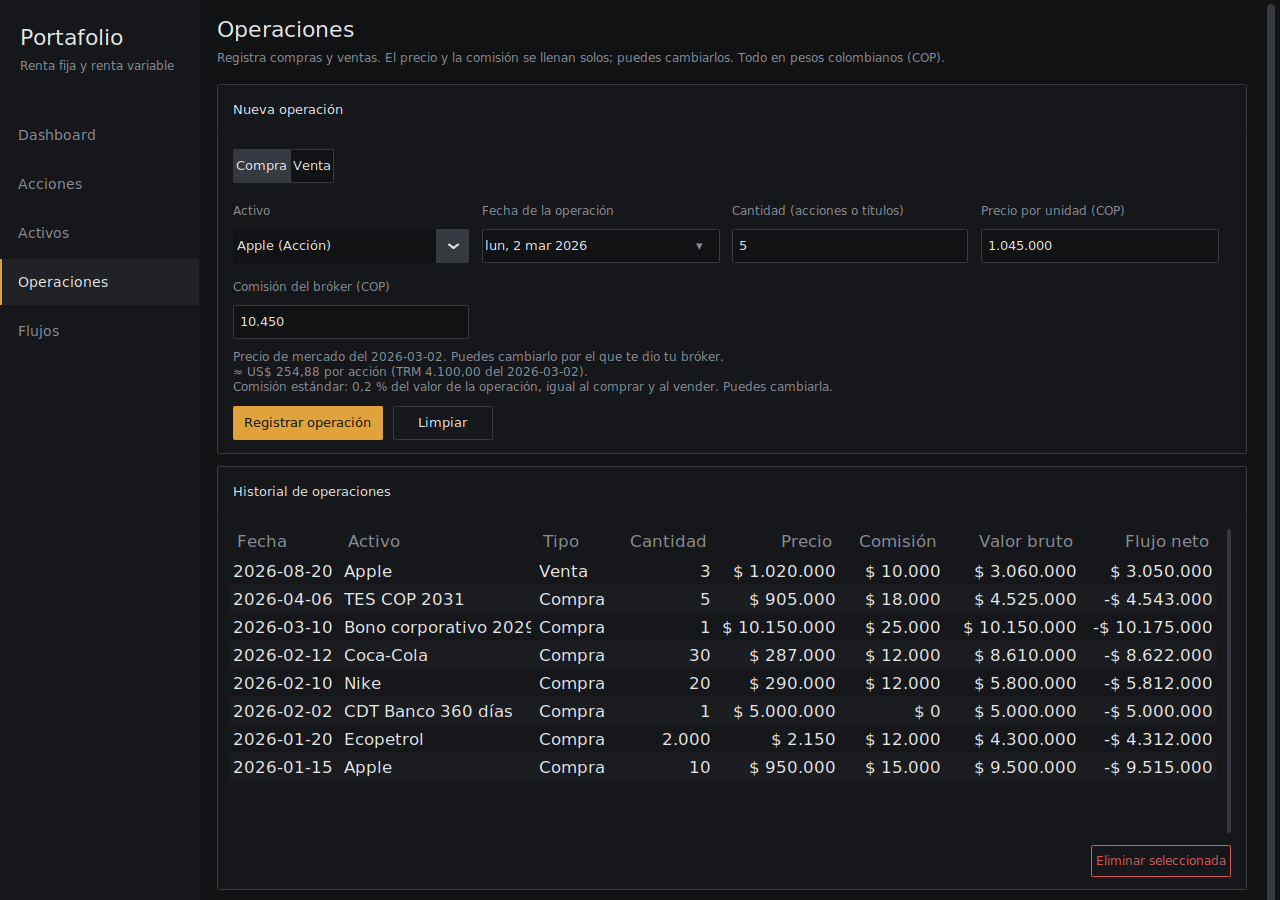 Portafolio
Renta fija y renta variable
Dashboard
Acciones
Activos
Operaciones
Flujos
Operaciones
Registra compras y ventas. El precio y la comisión se llenan solos; puedes cambiarlos. Todo en pesos colombianos (COP).
Nueva operación
Compra Venta
Activo Fecha de la operación Cantidad (acciones o títulos) Precio por unidad (COP)
Apple (Acción) lun, 2 mar 2026 5 1.045.000
Comisión del bróker (COP)
10.450
Precio de mercado del 2026-03-02. Puedes cambiarlo por el que te dio tu bróker.
≈ US$ 254,88 por acción (TRM 4.100,00 del 2026-03-02).
Comisión estándar: 0,2 % del valor de la operación, igual al comprar y al vender. Puedes cambiarla.
Registrar operación Limpiar
Historial de operaciones
Fecha Activo Tipo Cantidad Precio Comisión Valor bruto Flujo neto
2026-08-20 Apple Venta 3 $ 1.020.000 $ 10.000 $ 3.060.000 $ 3.050.000
2026-04-06 TES COP 2031 Compra 5 $ 905.000 $ 18.000 $ 4.525.000 -$ 4.543.000
2026-03-10 Bono corporativo 2029 Compra 1 $ 10.150.000 $ 25.000 $ 10.150.000 -$ 10.175.000
2026-02-12 Coca-Cola Compra 30 $ 287.000 $ 12.000 $ 8.610.000 -$ 8.622.000
2026-02-10 Nike Compra 20 $ 290.000 $ 12.000 $ 5.800.000 -$ 5.812.000
2026-02-02 CDT Banco 360 días Compra 1 $ 5.000.000 $ 0 $ 5.000.000 -$ 5.000.000
2026-01-20 Ecopetrol Compra 2.000 $ 2.150 $ 12.000 $ 4.300.000 -$ 4.312.000
2026-01-15 Apple Compra 10 $ 950.000 $ 15.000 $ 9.500.000 -$ 9.515.000
Eliminar seleccionada